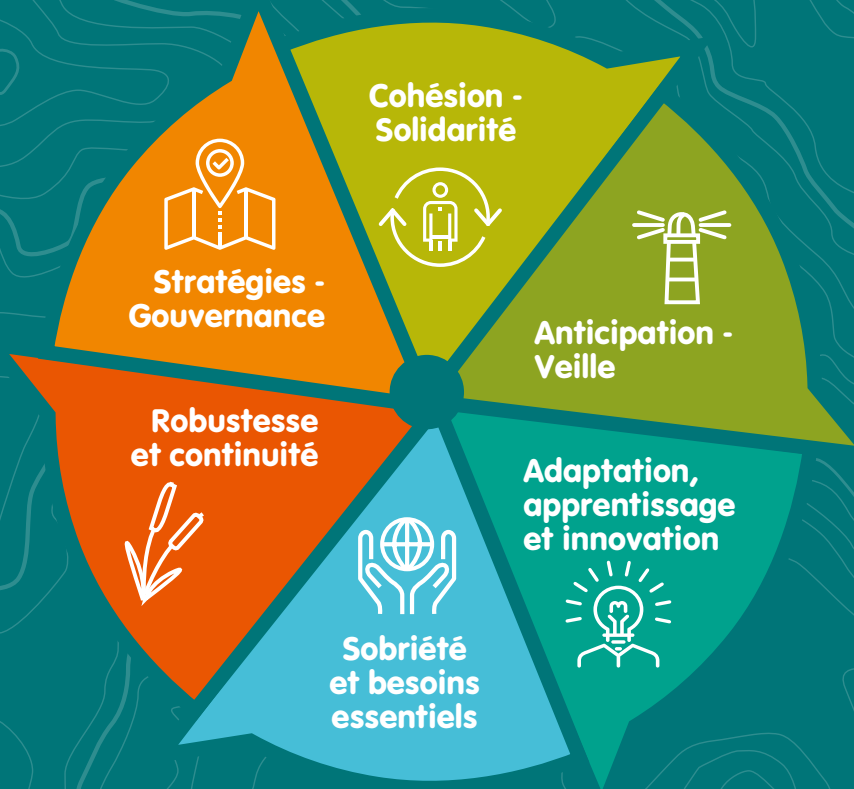 Cohésion -
Solidarité
Anticipation -
Veille
Adaptation,
apprentissage
et innovation
Sobriété
et besoins
essentiels
Robustesse
et continuité
Stratégies -
Gouvernance